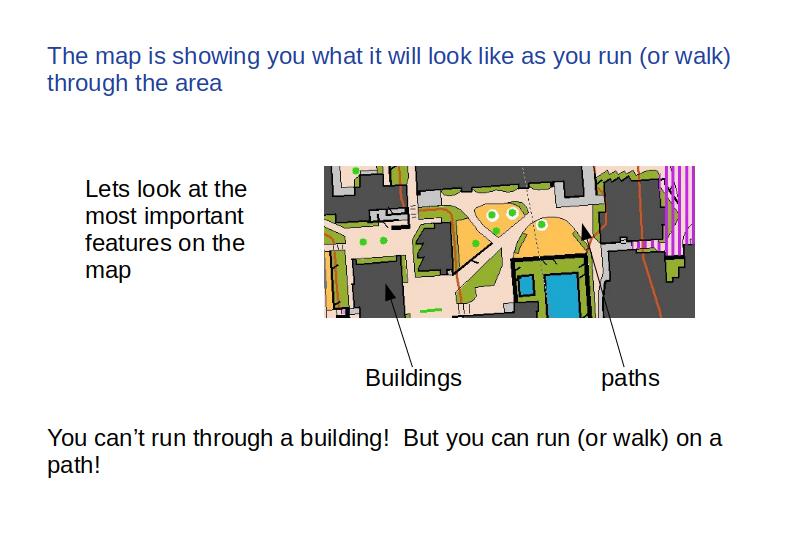 The map is showing you what it will look like as you run (or walk)
through the area
Lets look at the
most important
features on the
map
Buildings
paths
You can’t run through a building!  But you can run (or walk) on a
path!